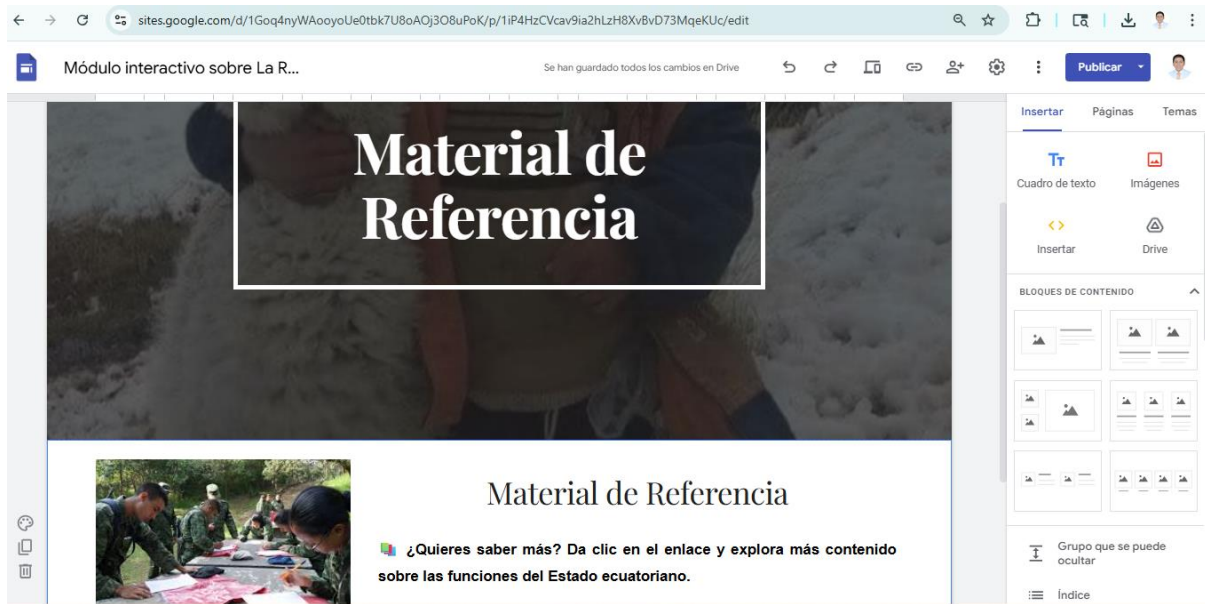 sites.google.com/d/1Goq4nyWAooyoUe0tbk7U8oAOj3O8uPoK/p/1iP4HzCVcav9ia2hLzH8XvBvD73MqeKUc/edit
Módulo interactivo sobre La R...
Se han guardado todos los cambios en Drive
Publicar
Insertar Páginas Temas
Cuadro de texto Imágenes
Insertar Drive
BLOQUES DE CONTENIDO
Grupo que se puede
ocultar
Índice
Material de
Referencia
Material de Referencia
¿Quieres saber más? Da clic en el enlace y explora más contenido
sobre las funciones del Estado ecuatoriano.